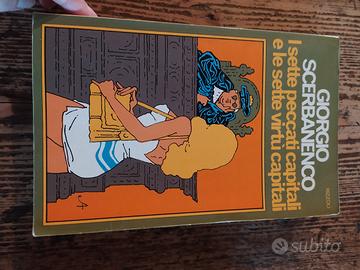 GIORGIO
SCERBANENCO
I sette peccati capitali
e le sette virtù capitali
RIZZOLI
subito